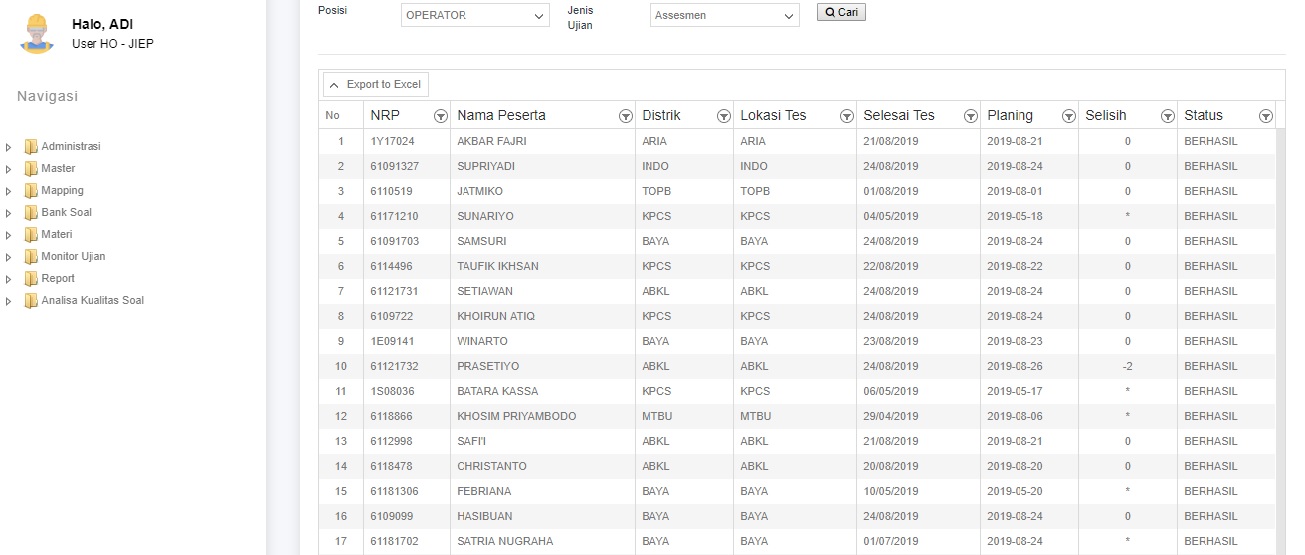 Halo, ADI
User HO - JIEP
Navigasi
Administrasi
Master
Mapping
Bank Soal
Materi
Monitor Ujian
Report
Analisa Kualitas Soal
Posisi OPERATOR Jenis Ujian Assesmen Cari
Export to Excel
No NRP Nama Peserta Distrik Lokasi Tes Selesai Tes Planing Selisih Status
1 1Y17024 AKBAR FAJRI ARIA ARIA 21/08/2019 2019-08-21 0 BERHASIL
2 61091327 SUPRIYADI INDO INDO 24/08/2019 2019-08-24 0 BERHASIL
3 6110519 JATMIKO TOPB TOPB 01/08/2019 2019-08-01 0 BERHASIL
4 61171210 SUNARIYO KPCS KPCS 04/05/2019 2019-05-18 * BERHASIL
5 61091703 SAMSURI BAYA BAYA 24/08/2019 2019-08-24 0 BERHASIL
6 6114496 TAUFIK IKHSAN KPCS KPCS 22/08/2019 2019-08-22 0 BERHASIL
7 61121731 SETIAWAN ABKL ABKL 24/08/2019 2019-08-24 0 BERHASIL
8 6109722 KHOIRUN ATIQ KPCS KPCS 24/08/2019 2019-08-24 0 BERHASIL
9 1E09141 WINARTO BAYA BAYA 23/08/2019 2019-08-23 0 BERHASIL
10 61121732 PRASETIYO ABKL ABKL 24/08/2019 2019-08-26 -2 BERHASIL
11 1S08036 BATARA KASSA KPCS KPCS 06/05/2019 2019-05-17 * BERHASIL
12 6118866 KHOSIM PRIYAMBODO MTBU MTBU 29/04/2019 2019-08-06 * BERHASIL
13 6112998 SAFI'I ABKL ABKL 21/08/2019 2019-08-21 0 BERHASIL
14 6118478 CHRISTANTO ABKL ABKL 20/08/2019 2019-08-20 0 BERHASIL
15 61181306 FEBRIANA BAYA BAYA 10/05/2019 2019-05-20 * BERHASIL
16 6109099 HASIBUAN BAYA BAYA 24/08/2019 2019-08-24 0 BERHASIL
17 61181702 SATRIA NUGRAHA BAYA BAYA 01/07/2019 2019-08-24 * BERHASIL